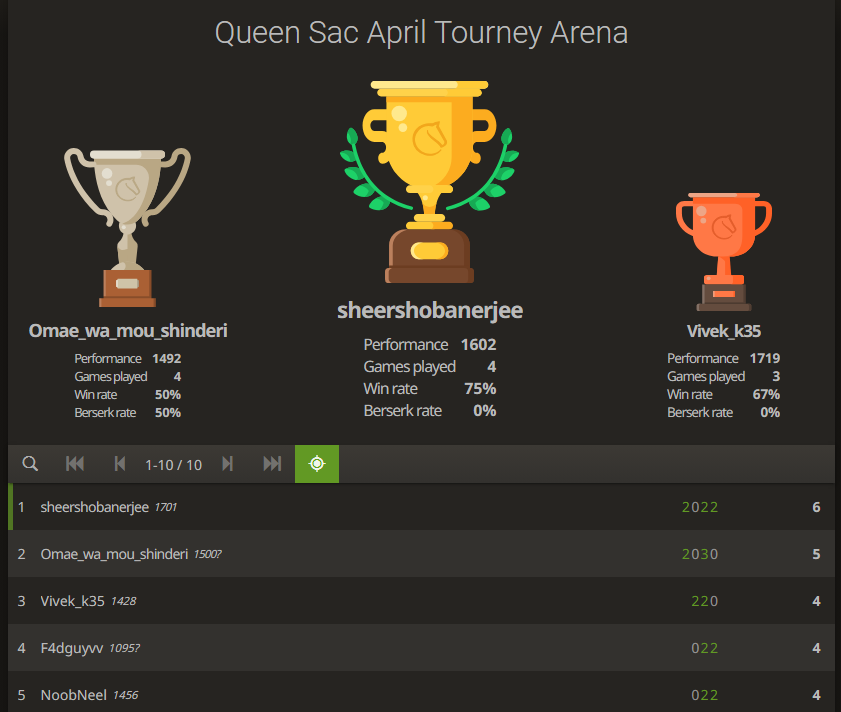 Queen Sac April Tourney Arena
Omae_wa_mou_shinderi
Performance 1492
Games played 4
Win rate 50%
Berserk rate 50%
sheershobanerjee
Performance 1602
Games played 4
Win rate 75%
Berserk rate 0%
Vivek_k35
Performance 1719
Games played 3
Win rate 67%
Berserk rate 0%
1-10 / 10
1 sheershobanerjee 1701 2022 6
2 Omae_wa_mou_shinderi 1500? 2030 5
3 Vivek_k35 1428 220 4
4 F4dguyvv 1095? 022 4
5 NoobNeel 1456 022 4